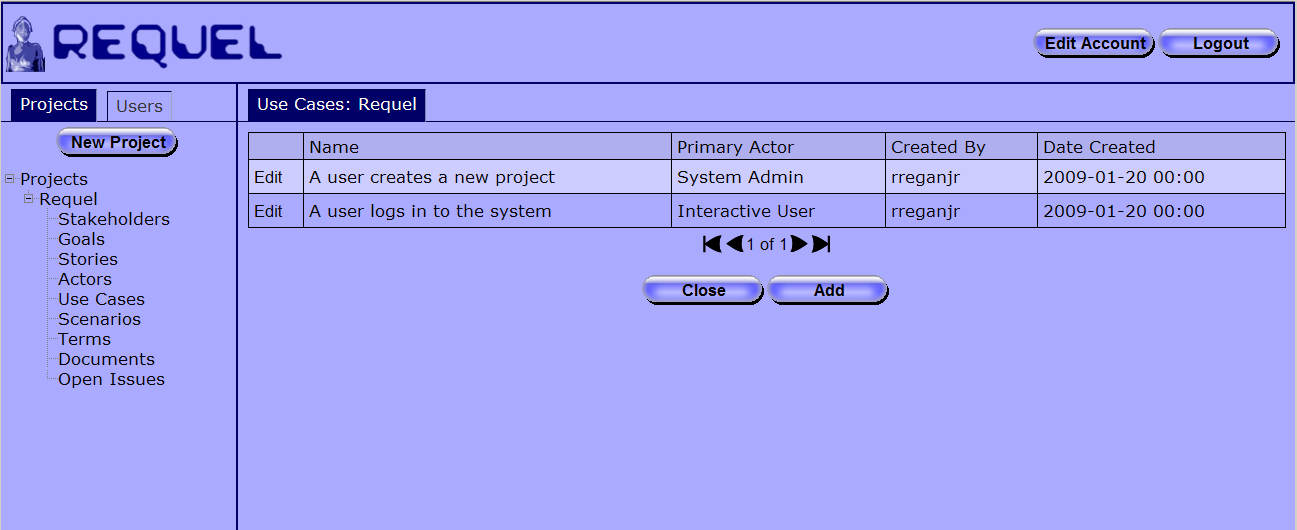 REQUEL
Edit Account Logout
Projects Users
Use Cases: Requel
New Project
Projects
Requel
Stakeholders
Goals
Stories
Actors
Use Cases
Scenarios
Terms
Documents
Open Issues
Name Primary Actor Created By Date Created
Edit A user creates a new project System Admin rreganjr 2009-01-20 00:00
Edit A user logs in to the system Interactive User rreganjr 2009-01-20 00:00
1 of 1
Close Add